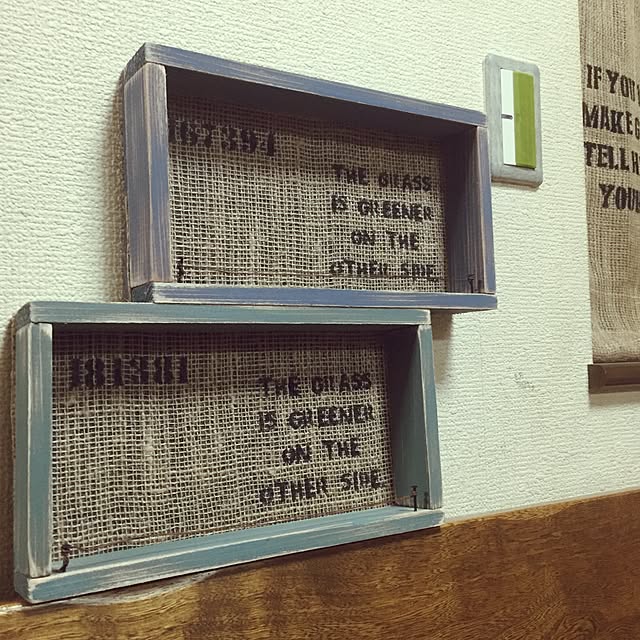 167394
THE GRASS
IS GREENER
ON THE
OTHER SIDE
181381
THE GRASS
IS GREENER
ON THE
OTHER SIDE
IF YOU
MAKE
TELL
YOU